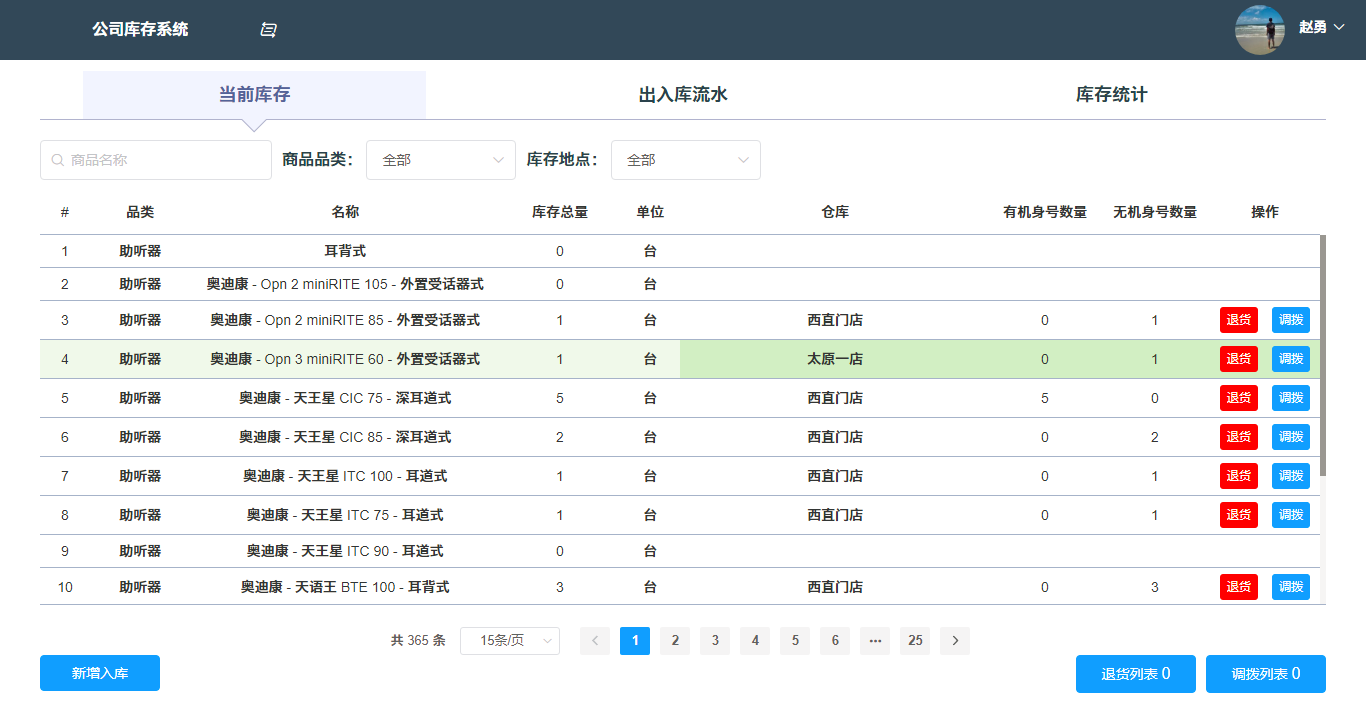 公司库存系统 赵勇
当前库存 出入库流水 库存统计
商品名称 商品品类： 全部 库存地点： 全部
# 品类 名称 库存总量 单位 仓库 有机身号数量 无机身号数量 操作
1 助听器 耳背式 0 台
2 助听器 奥迪康 - Opn 2 miniRITE 105 - 外置受话器式 0 台
3 助听器 奥迪康 - Opn 2 miniRITE 85 - 外置受话器式 1 台 西直门店 0 1 退货 调拨
4 助听器 奥迪康 - Opn 3 miniRITE 60 - 外置受话器式 1 台 太原一店 0 1 退货 调拨
5 助听器 奥迪康 - 天王星 CIC 75 - 深耳道式 5 台 西直门店 5 0 退货 调拨
6 助听器 奥迪康 - 天王星 CIC 85 - 深耳道式 2 台 西直门店 0 2 退货 调拨
7 助听器 奥迪康 - 天王星 ITC 100 - 耳道式 1 台 西直门店 0 1 退货 调拨
8 助听器 奥迪康 - 天王星 ITC 75 - 耳道式 1 台 西直门店 0 1 退货 调拨
9 助听器 奥迪康 - 天王星 ITC 90 - 耳道式 0 台
10 助听器 奥迪康 - 天语王 BTE 100 - 耳背式 3 台 西直门店 0 3 退货 调拨
共 365 条 15条/页 1 2 3 4 5 6 ··· 25
新增入库 退货列表 0 调拨列表 0